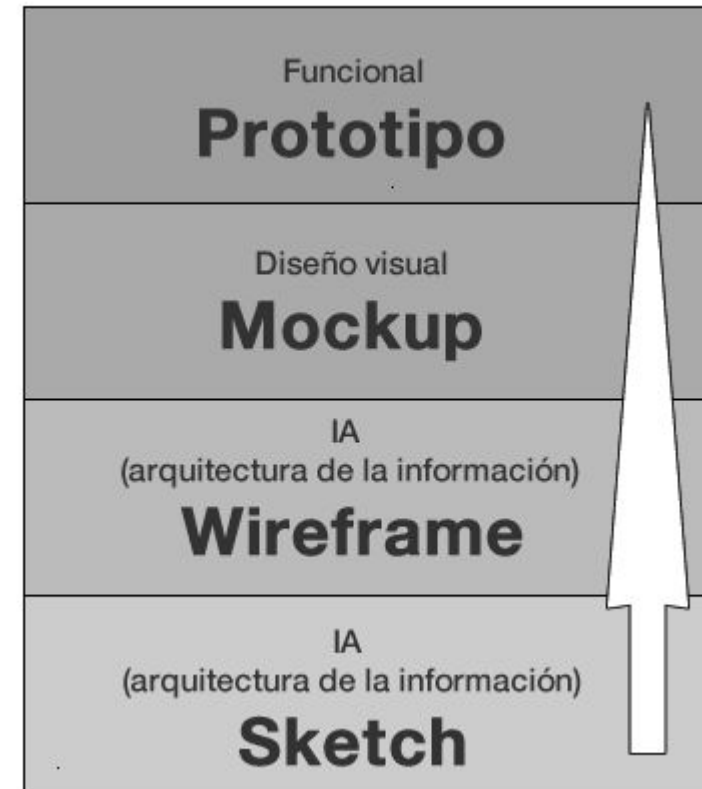 Funcional
Prototipo
Diseño visual
Mockup
IA
(arquitectura de la información)
Wireframe
IA
(arquitectura de la información)
Sketch